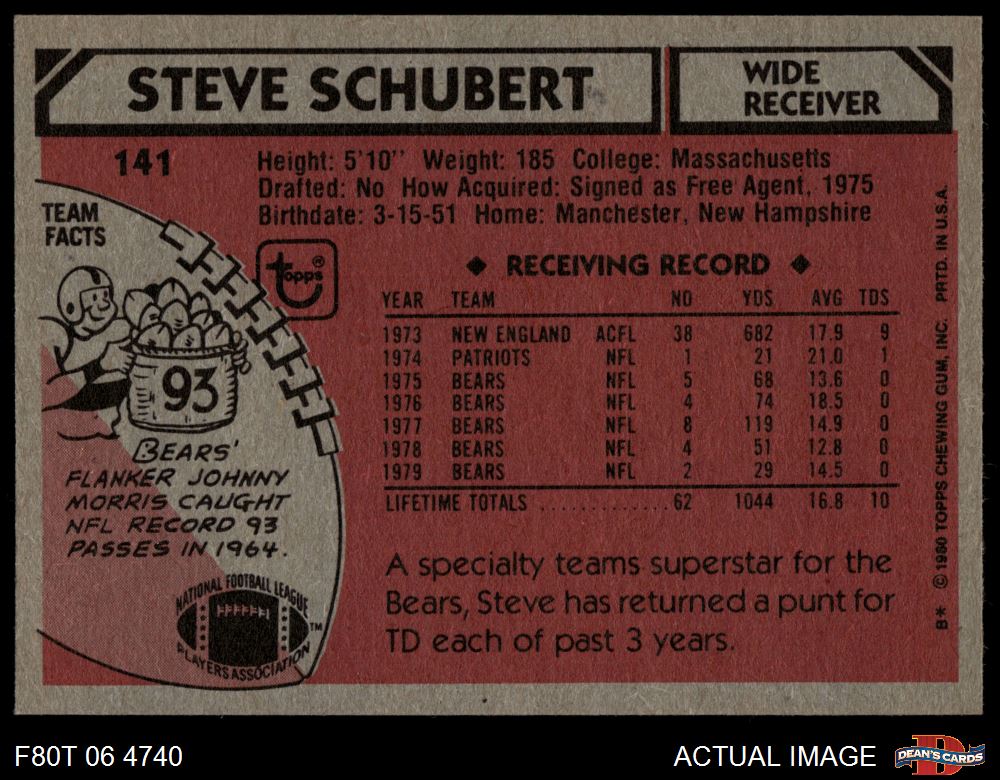 STEVE SCHUBERT
WIDE
RECEIVER
141
Height: 5'10" Weight: 185 College: Massachusetts
Drafted: No How Acquired: Signed as Free Agent, 1975
Birthdate: 3-15-51 Home: Manchester, New Hampshire
TEAM
FACTS
topps®
93
BEARS'
FLANKER JOHNNY
MORRIS CAUGHT
NFL RECORD 93
PASSES IN 1964.
NATIONAL FOOTBALL LEAGUE
PLAYERS ASSOCIATION
TM
◆ RECEIVING RECORD ◆
YEAR TEAM NO YDS AVG TDS
1973 NEW ENGLAND ACFL 38 682 17.9 9
1974 PATRIOTS NFL 1 21 21.0 1
1975 BEARS NFL 5 68 13.6 0
1976 BEARS NFL 4 74 18.5 0
1977 BEARS NFL 8 119 14.9 0
1978 BEARS NFL 4 51 12.8 0
1979 BEARS NFL 2 29 14.5 0
LIFETIME TOTALS .............. 62 1044 16.8 10
A specialty teams superstar for the
Bears, Steve has returned a punt for
TD each of past 3 years.
B* © 1980 TOPPS CHEWING GUM, INC. PRTD. IN U.S.A.
F80T 06 4740
ACTUAL IMAGE
D
DEAN'S CARDS